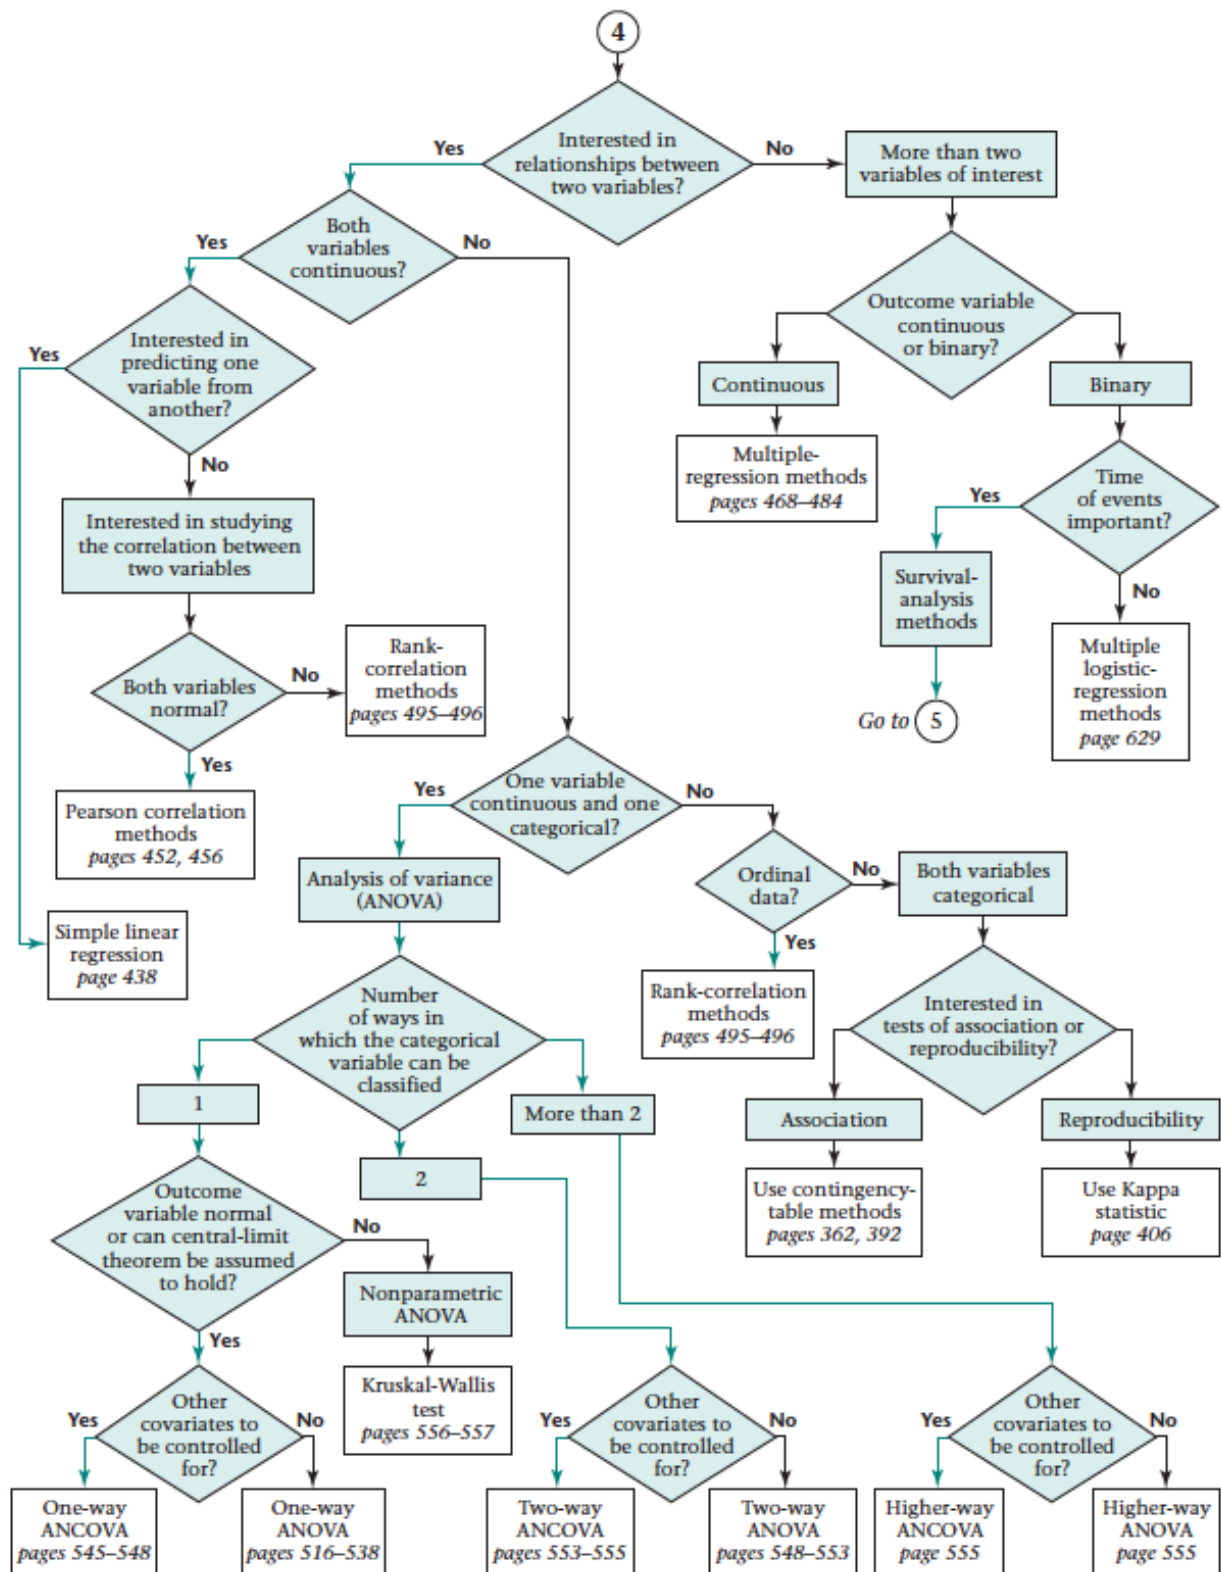 4
Interested in
relationships between
two variables?
Yes
No
More than two
variables of interest
Both
variables
continuous?
Yes
No
Outcome variable
continuous
or binary?
Interested in
predicting one
variable from
another?
Yes
No
Continuous
Binary
Multiple-
regression methods
pages 468–484
Time
of events
important?
Yes
No
Interested in studying
the correlation between
two variables
Survival-
analysis
methods
Go to 5
Multiple
logistic-
regression
methods
page 629
Both variables
normal?
No
Rank-
correlation
methods
pages 495–496
Yes
Pearson correlation
methods
pages 452, 456
Simple linear
regression
page 438
One variable
continuous and one
categorical?
Yes
No
Analysis of variance
(ANOVA)
Ordinal
data?
No
Both variables
categorical
Yes
Rank-correlation
methods
pages 495–496
Interested in
tests of association or
reproducibility?
Association
Reproducibility
Use contingency-
table methods
pages 362, 392
Use Kappa
statistic
page 406
Number
of ways in
which the categorical
variable can be
classified
1
2
More than 2
Outcome
variable normal
or can central-limit
theorem be assumed
to hold?
No
Nonparametric
ANOVA
Kruskal-Wallis
test
pages 556–557
Yes
Other
covariates to
be controlled
for?
Yes
No
One-way
ANCOVA
pages 545–548
One-way
ANOVA
pages 516–538
Other
covariates to
be controlled
for?
Yes
No
Two-way
ANCOVA
pages 553–555
Two-way
ANOVA
pages 548–553
Other
covariates to
be controlled
for?
Yes
No
Higher-way
ANCOVA
page 555
Higher-way
ANOVA
page 555